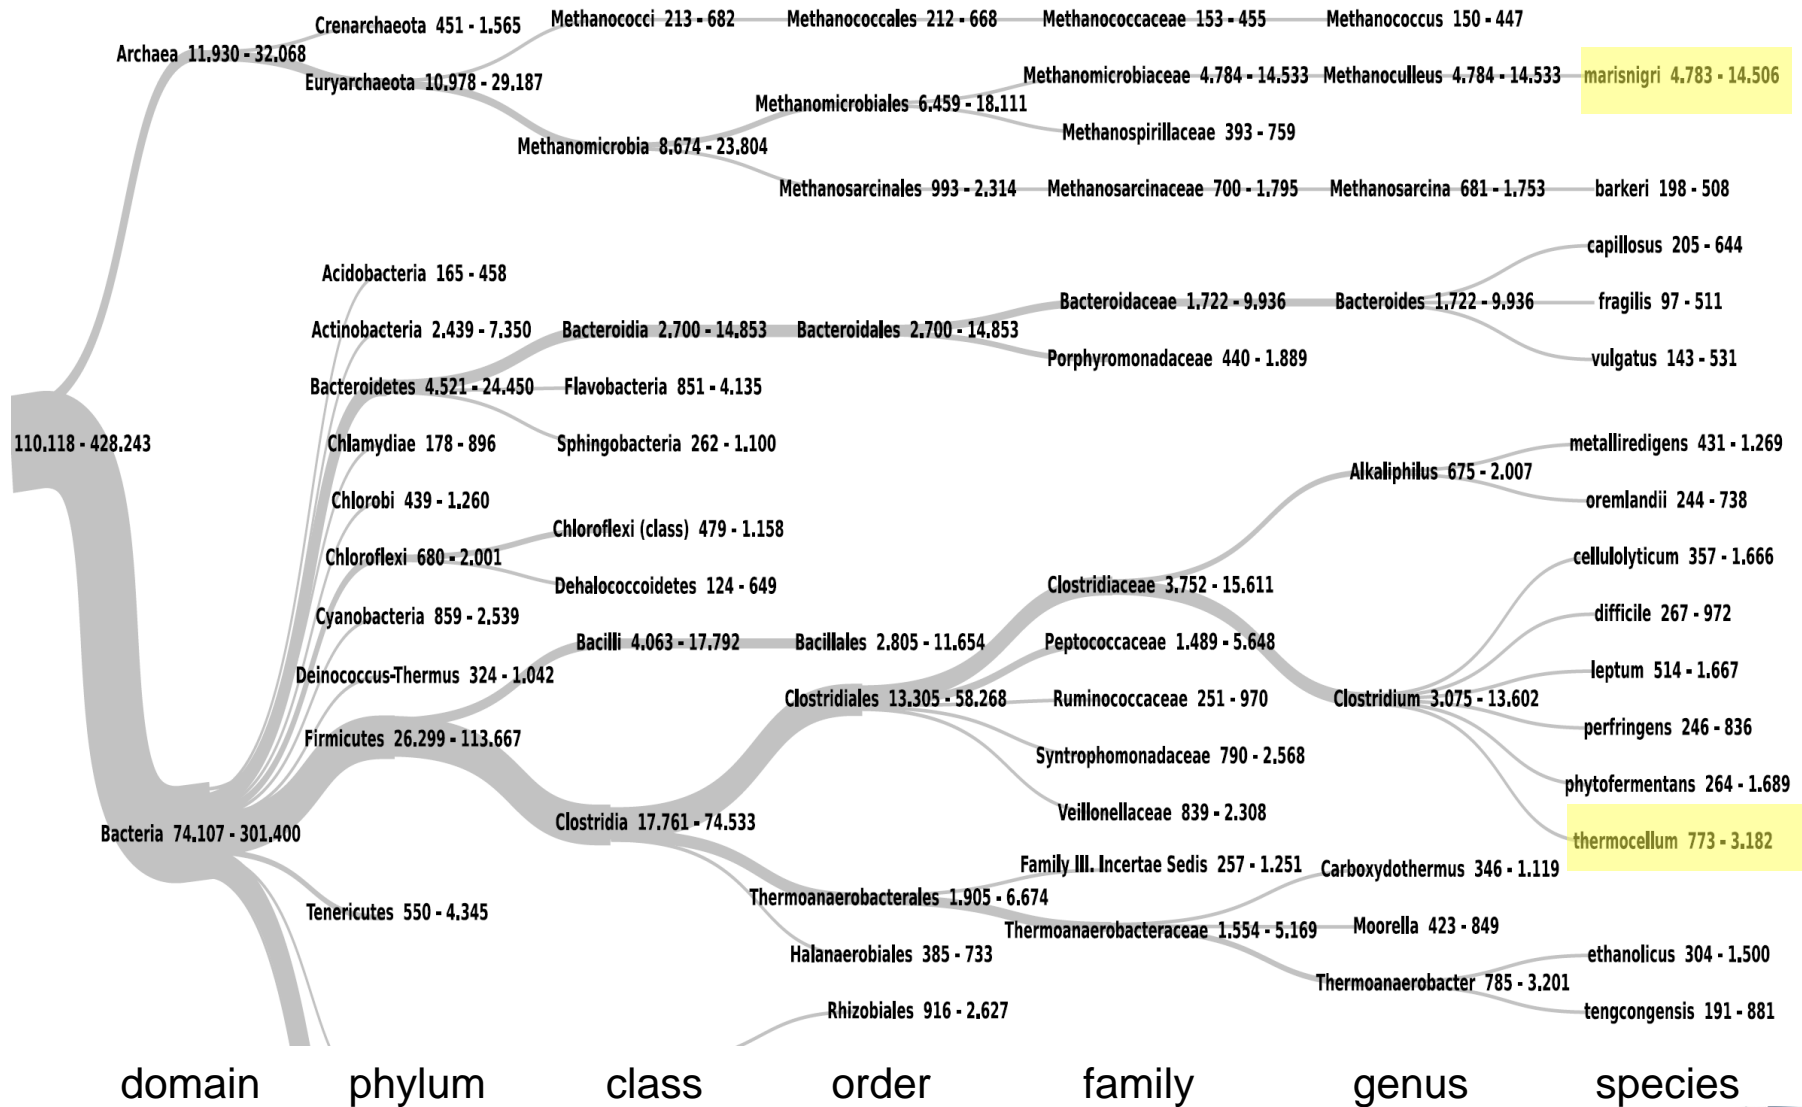 Crenarchaeota 451 - 1.565
Methanococci 213 - 682
Methanococcales 212 - 668
Methanococcaceae 153 - 455
Methanococcus 150 - 447
Archaea 11.930 - 32.068
Euryarchaeota 10.978 - 29.187
Methanomicrobiaceae 4.784 - 14.533
Methanoculleus 4.784 - 14.533
marisnigri 4.783 - 14.506
Methanomicrobiales 6.459 - 18.111
Methanospirillaceae 393 - 759
Methanomicrobia 8.674 - 23.804
Methanosarcinales 993 - 2.314
Methanosarcinaceae 700 - 1.795
Methanosarcina 681 - 1.753
barkeri 198 - 508
capillosus 205 - 644
Acidobacteria 165 - 458
Bacteroidaceae 1.722 - 9.936
Bacteroides 1.722 - 9.936
fragilis 97 - 511
Actinobacteria 2.439 - 7.350
Bacteroidia 2.700 - 14.853
Bacteroidales 2.700 - 14.853
Porphyromonadaceae 440 - 1.889
vulgatus 143 - 531
Bacteroidetes 4.521 - 24.450
Flavobacteria 851 - 4.135
110.118 - 428.243
Chlamydiae 178 - 896
Sphingobacteria 262 - 1.100
metalliredigens 431 - 1.269
Alkaliphilus 675 - 2.007
Chlorobi 439 - 1.260
oremlandii 244 - 738
Chloroflexi (class) 479 - 1.158
Chloroflexi 680 - 2.001
cellulolyticum 357 - 1.666
Dehalococcoidetes 124 - 649
Clostridiaceae 3.752 - 15.611
Cyanobacteria 859 - 2.539
difficile 267 - 972
Bacilli 4.063 - 17.792
Bacillales 2.805 - 11.654
Peptococcaceae 1.489 - 5.648
Deinococcus-Thermus 324 - 1.042
leptum 514 - 1.667
Clostridiales 13.305 - 58.268
Ruminococcaceae 251 - 970
Clostridium 3.075 - 13.602
perfringens 246 - 836
Firmicutes 26.299 - 113.667
Syntrophomonadaceae 790 - 2.568
phytofermentans 264 - 1.689
Veillonellaceae 839 - 2.308
Bacteria 74.107 - 301.400
Clostridia 17.761 - 74.533
thermocellum 773 - 3.182
Family III. Incertae Sedis 257 - 1.251
Carboxydothermus 346 - 1.119
Thermoanaerobacterales 1.905 - 6.674
Tenericutes 550 - 4.345
Thermoanaerobacteraceae 1.554 - 5.169
Moorella 423 - 849
Halanaerobiales 385 - 733
ethanolicus 304 - 1.500
Thermoanaerobacter 785 - 3.201
Rhizobiales 916 - 2.627
tengcongensis 191 - 881
domain phylum class order family genus species